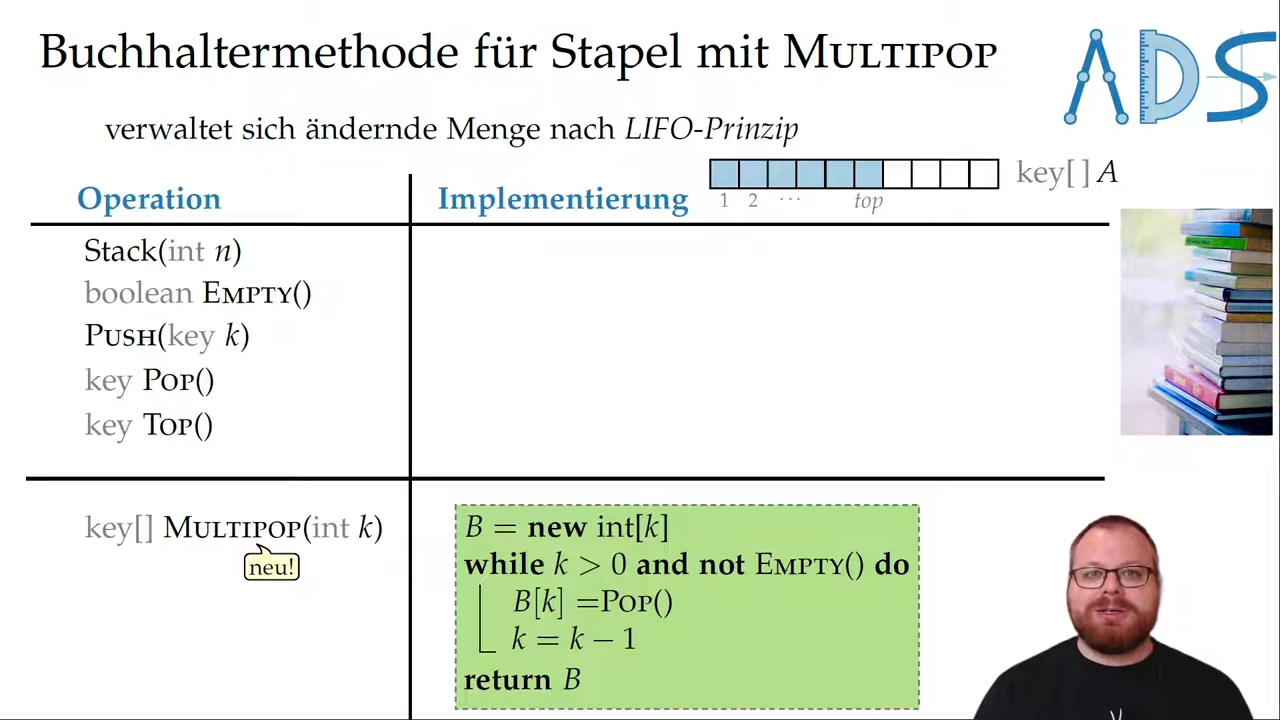 Buchhaltermethode für Stapel mit MULTIPOP
ADS
verwaltet sich ändernde Menge nach LIFO-Prinzip
key[] A
1 2 ... top
Operation
Implementierung
Stack(int n)
boolean EMPTY()
PUSH(key k)
key POP()
key TOP()
key[] MULTIPOP(int k)
neu!
B = new int[k]
while k > 0 and not EMPTY() do
B[k] =POP()
k = k − 1
return B